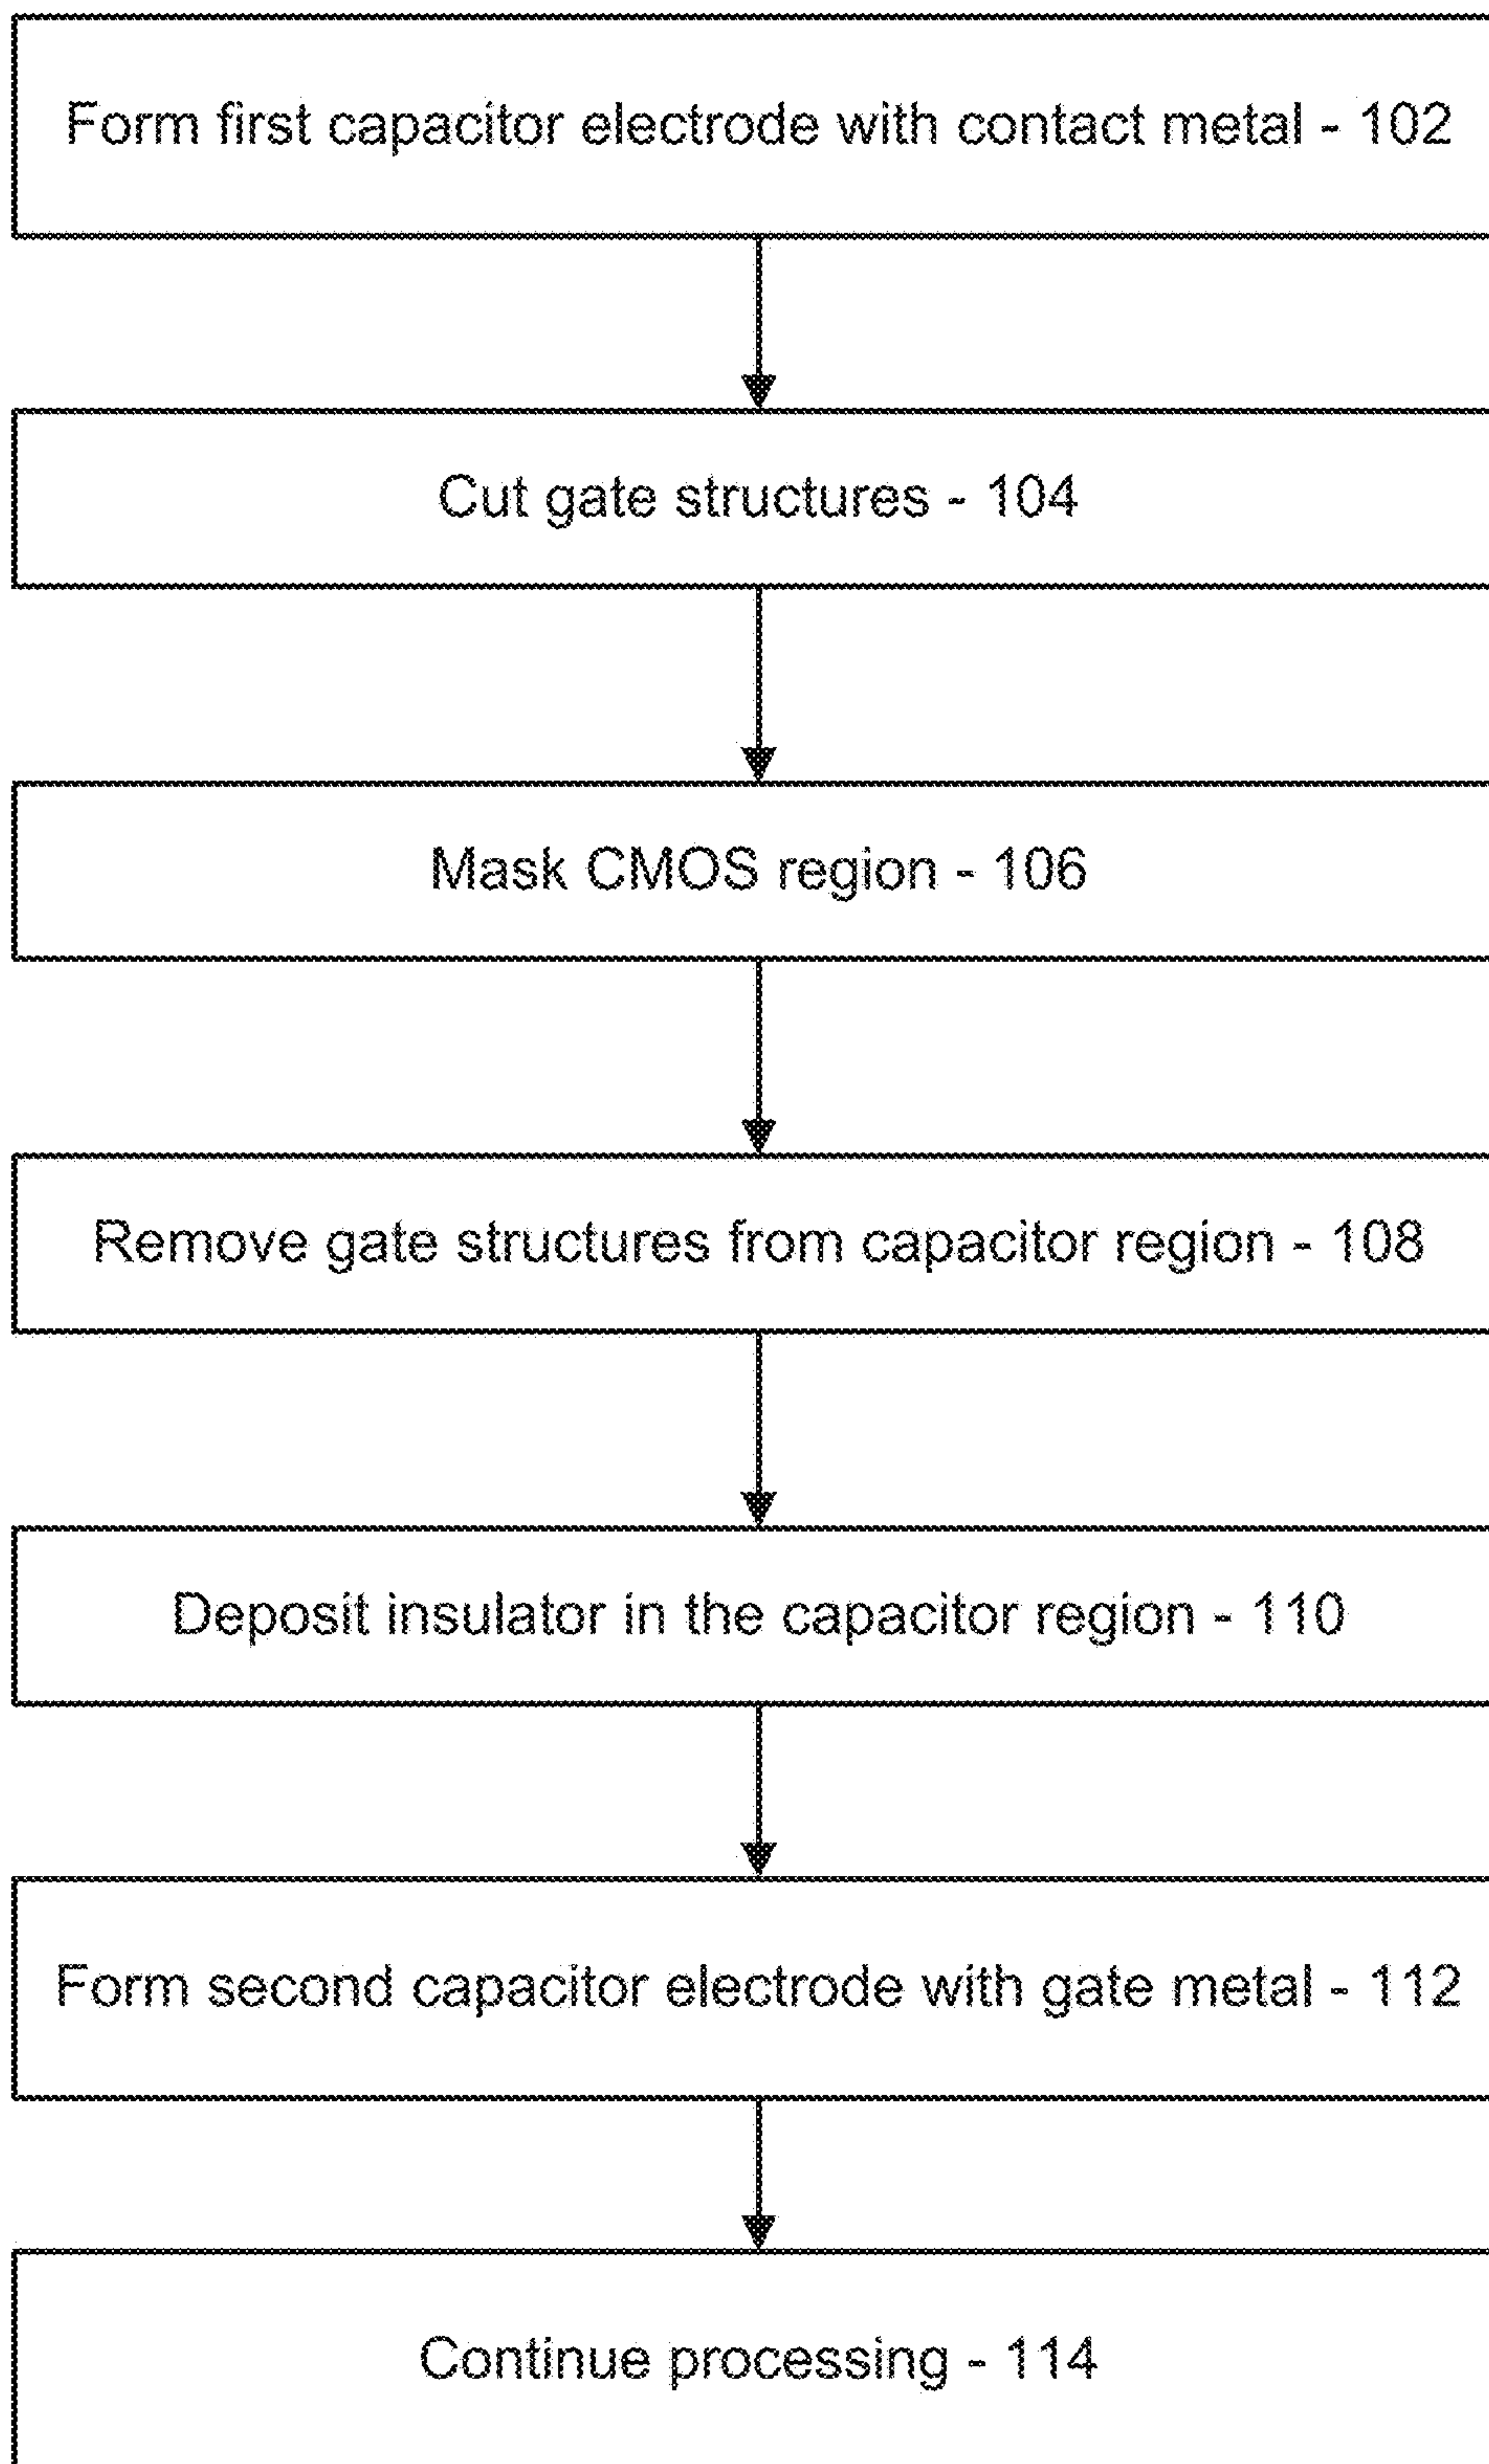 Form first capacitor electrode with contact metal - 102
Cut gate structures - 104
Mask CMOS region - 106
Remove gate structures from capacitor region - 108
Deposit insulator in the capacitor region - 110
Form second capacitor electrode with gate metal - 112
Continue processing - 114